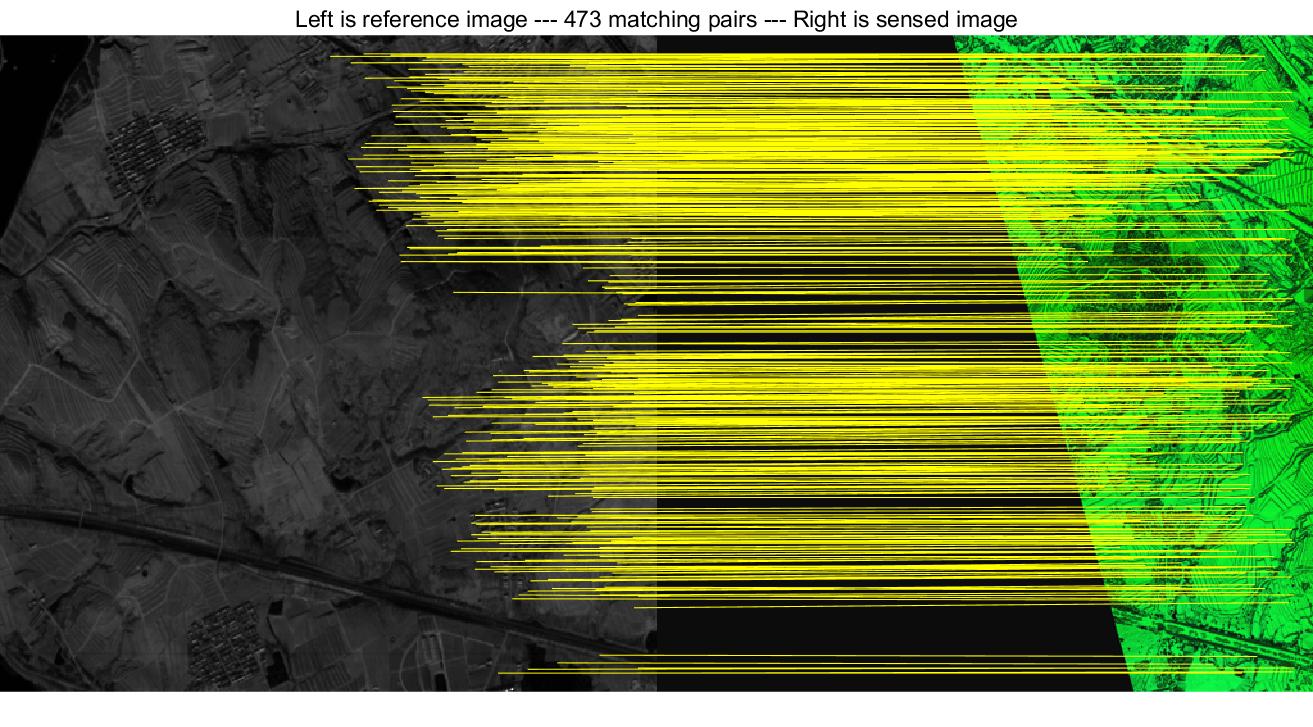 Left is reference image --- 473 matching pairs --- Right is sensed image